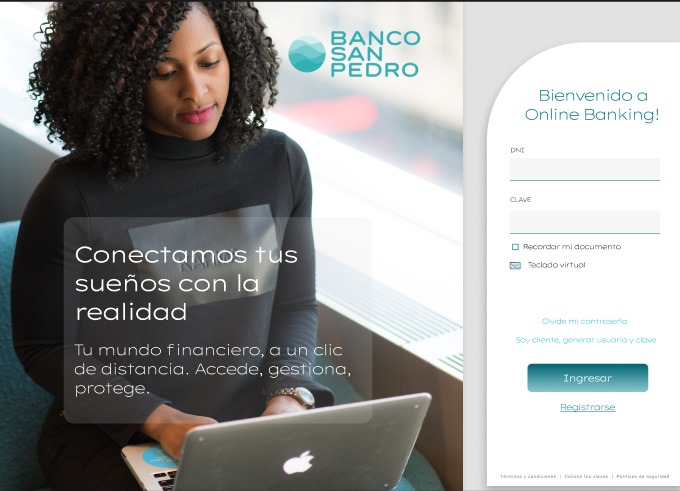 BANCO
SAN
PEDRO
Conectamos tus
sueños con la
realidad
Tu mundo financiero, a un clic
de distancia. Accede, gestiona,
protege.
Bienvenido a
Online Banking!
DNI
CLAVE
Recordar mi documento
Teclado virtual
Olvide mi contraseña
Soy cliente, generar usuario y clave
Ingresar
Registrarse
Términos y condiciones | Conoce tus claves | Políticas de seguridad